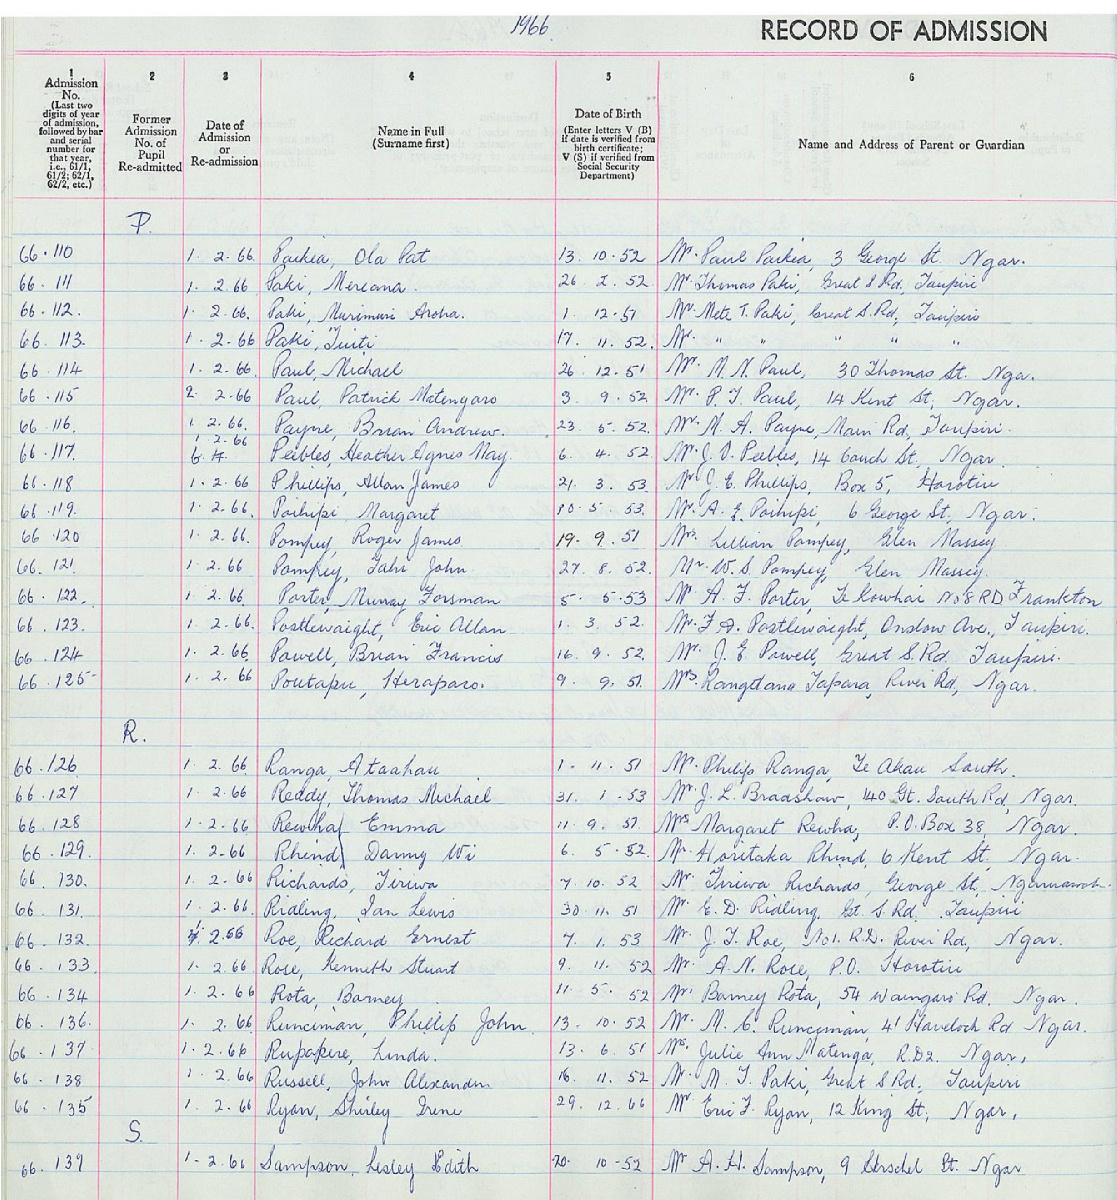 1966.
RECORD OF ADMISSION
1 2 3 4 5 6
Admission No. (Last two digits of year of admission, followed by bar and serial number for that year, i.e., 61/1, 61/2; 62/1, 62/2, etc.)
Former Admission No. of Pupil Re-admitted
Date of Admission or Re-admission
Name in Full (Surname first)
Date of Birth (Enter letters V (B) if date is verified from birth certificate; V (S) if verified from Social Security Department)
Name and Address of Parent or Guardian
P.
66.110 1. 2.66. Paikea, Ola Pat 13. 10.52 Mr. Paul Paikea, 3 George St. Ngar.
66.111 1. 2.66 Paki, Mereana. 26 2. 52. Mr. Thomas Paki, Great S Rd, Taupiri
66.112. 1. 2.66. Paki, Murimuri Aroha. 1. 12.51 Mr. Mete T. Paki, Great S. Rd, Taupiri
66.113. 1. 2.66 Paki, Tuiti 17. 11. 52. Mr. " " " " "
66.114 1. 2.66. Paul, Michael 26. 12.51 Mr. M. N. Paul, 30 Thomas St. Ngar.
66.115 2. 2.66 Paul, Patrick Matengaro 3. 9.52 Mr. P. T. Paul, 14 Kent St, Ngar.
66.116. 1. 2.66. Payne, Brian Andrew. 23 5. 52. Mr. N. A. Payne, Main Rd, Taupiri.
66.117. 1. 2.66 Peebles, Heather Agnes May. 6. 4. 52 Mr. J. O. Peebles, 14 Couch St. Ngar.
66.118 1. 2.66 Phillips, Allan James 21. 3. 53 Mr. J. E. Phillips, Box 5, Horotiu
66.119. 1. 2.66. Poihipi, Margaret 10. 5. 53. Mr. A. E. Poihipi, 6 George St, Ngar.
66.120 1. 2.66. Pompey, Roger James 19. 9. 51 Mrs. Lillian Pompey, Glen Massey
66.121. 1. 2.66 Pompey, Tahi John. 27. 8. 52. Mr. W. S. Pompey, Glen Massey.
66.122. 1. 2.66. Porter, Murray Forsman 5. 5.53 Mr. A. F. Porter, Te Kowhai No 8 RD Frankton
66.123. 1. 2.66. Postlewaight, Eric Allan 1. 3. 52. Mr. F. A. Postlewaight, Onslow Ave., Taupiri.
66.124 1. 2.66. Powell, Brian Francis 16. 9. 52. Mr. J. E. Powell, Great S. Rd. Taupiri.
66.125 1. 2.66 Poutapu, Heraparo. 9. 9. 51. Mrs. Rangitana Tapara, River Rd, Ngar.
R.
66.126 1. 2.66 Ranga, Ataahau 1. 11. 51 Mr. Philip Ranga, Te Akau South.
66.127 1. 2.66 Reddy, Thomas Michael 31. 1.53 Mr. J. L. Bradshaw, 140 Gt. South Rd, Ngar.
66.128 1. 2.66 Rewha, Emma 11. 9. 51. Mrs Margaret Rewha, P.O. Box 38, Ngar.
66.129. 1. 2.66 Rhind, Danny Wi 6. 5.52. Mr. Horitaka Rhind, 6 Kent St. Ngar.
66.130. 1. 2.66 Richards, Tiriwa 7. 10. 52 Mr. Tiriwa Richards, George St, Ngaruawah.
66.131 1. 2.66. Ridling, Ian Lewis 30. 11. 51 Mr. E. D. Ridling, Gt. S. Rd. Taupiri
66.132. 2.66 Roe, Richard Ernest 7. 1. 53 Mr. J. T. Roe, No1. R.D. River Rd, Ngar.
66.133. 1. 2.66 Rose, Kenneth Stuart 9. 11. 52 Mr. A. N. Rose, P.O. Horotiu
66.134 1. 2.66 Rota, Barney 11. 5. 52 Mr. Barney Rota, 54 Waingaro Rd. Ngar.
66.136. 1. 2.66 Runciman, Phillip John. 13. 10.52 Mr. M. C. Runciman, 41 Havelock Rd Ngar.
66.137 1. 2.66 Rupapere, Linda. 13. 6.51 Mrs. Julie Ann Matenga, R.D2. Ngar.
66.138 1. 2.66 Russell, John Alexander 16. 11. 52 Mr. M. T. Paki, Great S Rd. Taupiri
66.135 1. 2.66 Ryan, Shirley Irene 29. 12.66 Mr. Eric F. Ryan, 12 King St, Ngar.
S.
66.139 1. 2.66 Sampson, Lesley Edith 20. 10.52 Mr A. H. Sampson, 9 Herschel St. Ngar